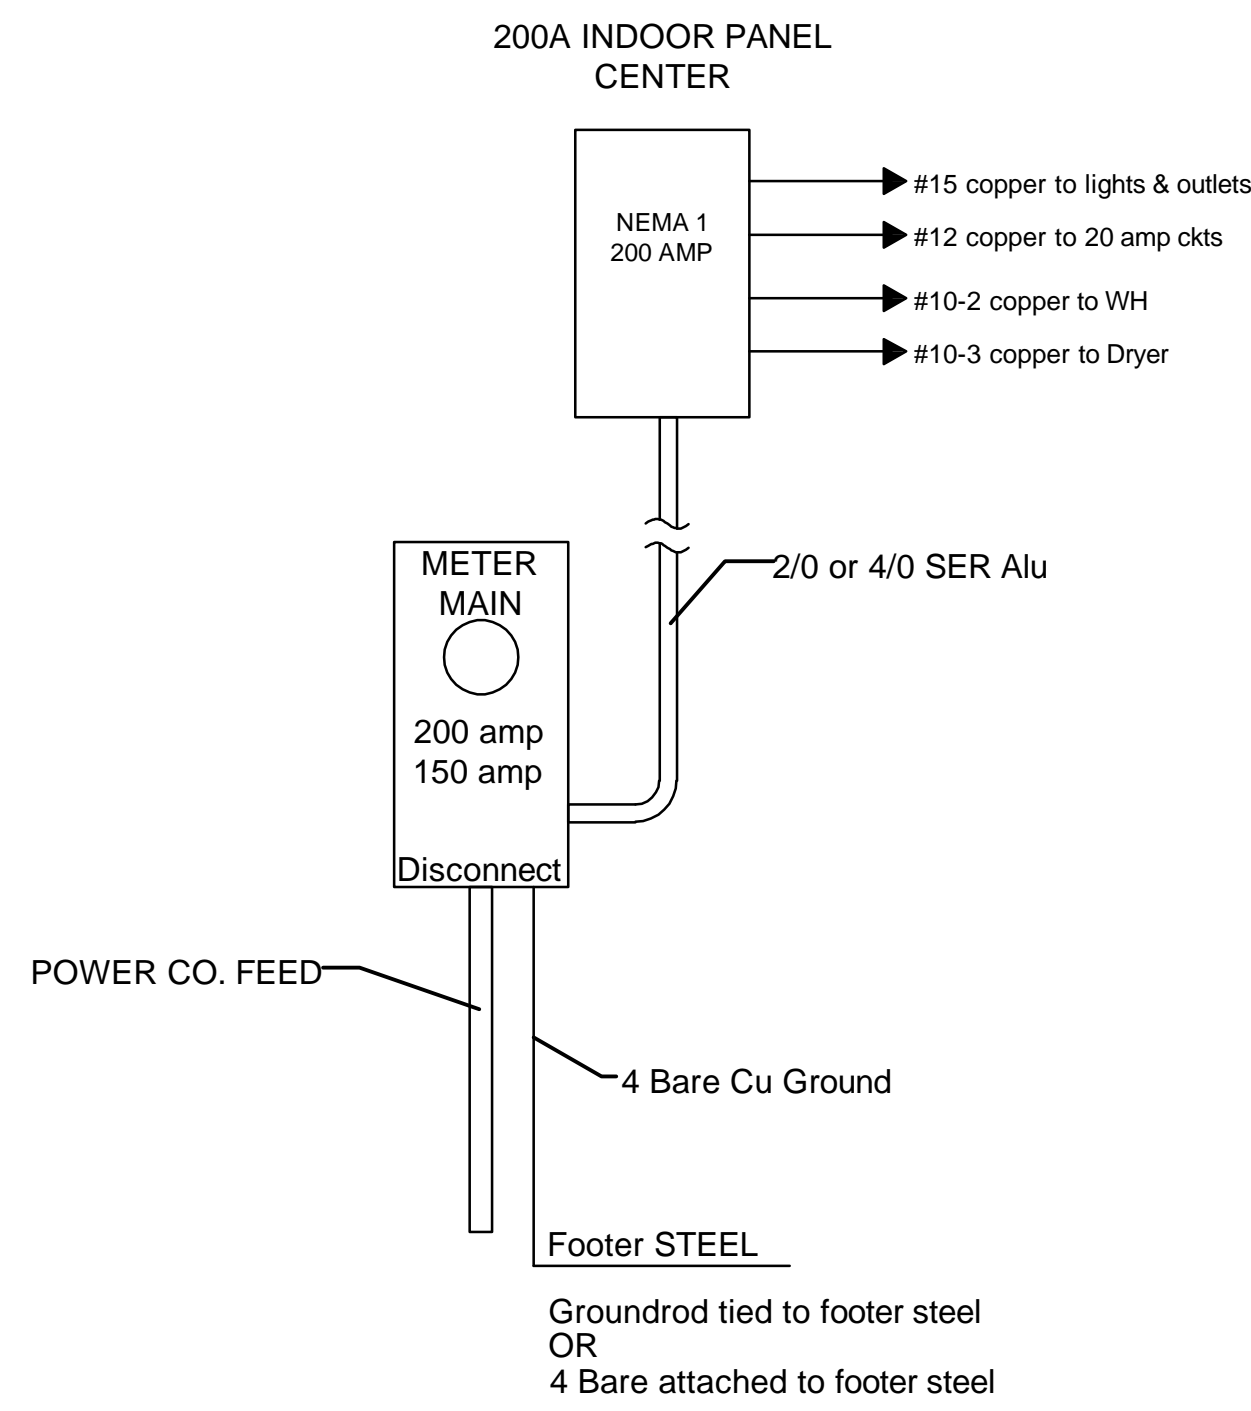 200A INDOOR PANEL
CENTER
NEMA 1
200 AMP
#15 copper to lights & outlets
#12 copper to 20 amp ckts
#10-2 copper to WH
#10-3 copper to Dryer
2/0 or 4/0 SER Alu
METER
MAIN
200 amp
150 amp
Disconnect
POWER CO. FEED
4 Bare Cu Ground
Footer STEEL
Groundrod tied to footer steel
OR
4 Bare attached to footer steel